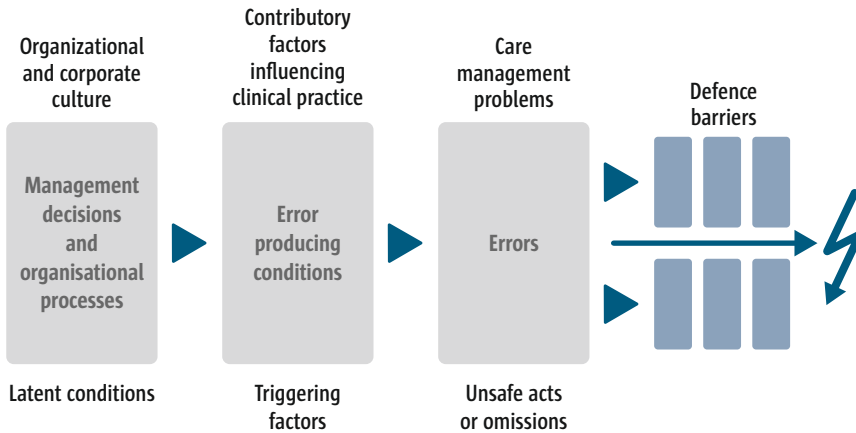 Organizational
and corporate
culture
Contributory
factors
influencing
clinical practice
Care
management
problems
Defence
barriers
Management
decisions
and
organisational
processes
Error
producing
conditions
Errors
Latent conditions
Triggering
factors
Unsafe acts
or omissions